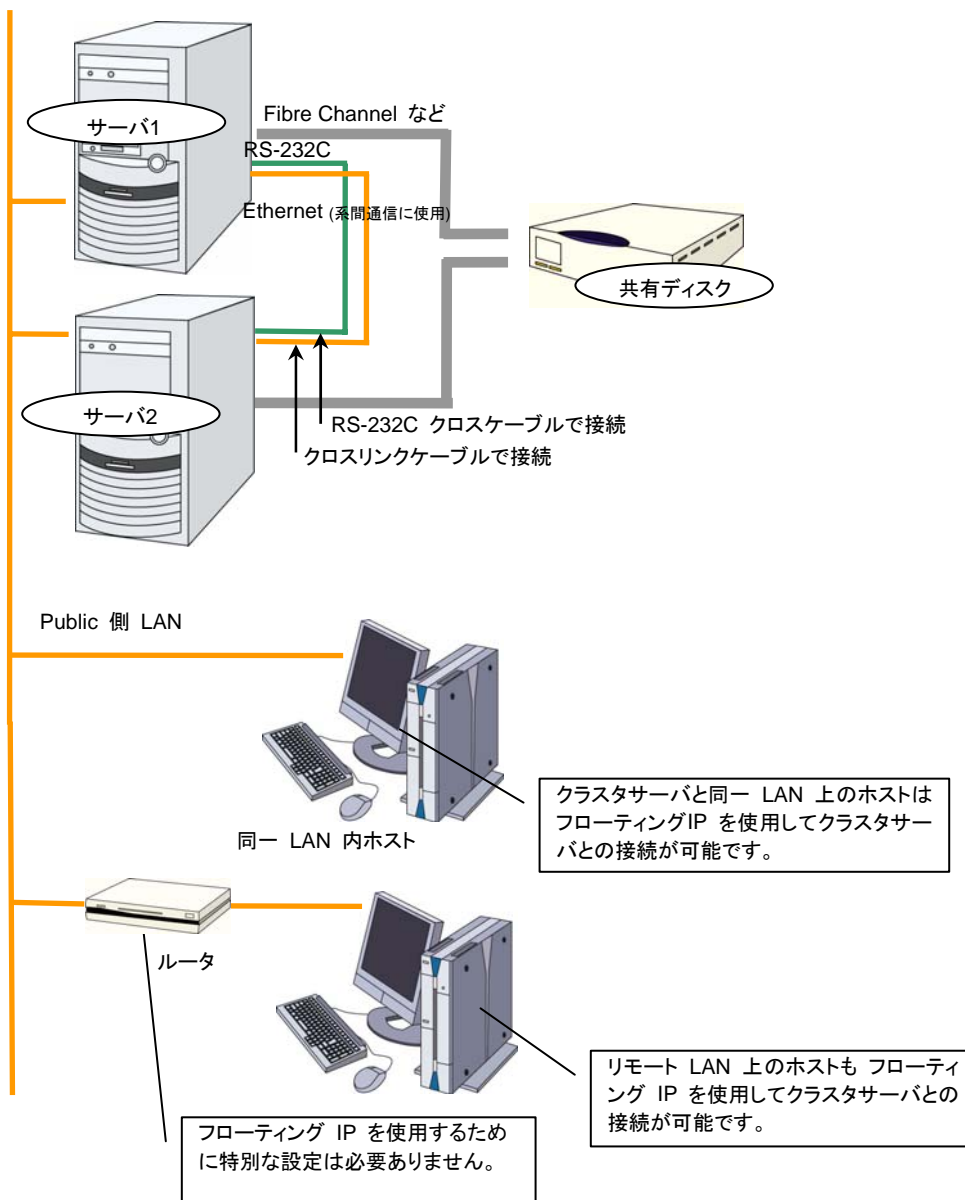 Fibre Channel など
サーバ1
RS-232C
Ethernet (系間通信に使用)
共有ディスク
サーバ2
RS-232C クロスケーブルで接続
クロスリンクケーブルで接続
Public 側 LAN
クラスタサーバと同一 LAN 上のホストは
フローティングIP を使用してクラスタサー
バとの接続が可能です。
同一 LAN 内ホスト
ルータ
リモート LAN 上のホストも フローティ
ング IP を使用してクラスタサーバとの
接続が可能です。
フローティング IP を使用するため
に特別な設定は必要ありません。